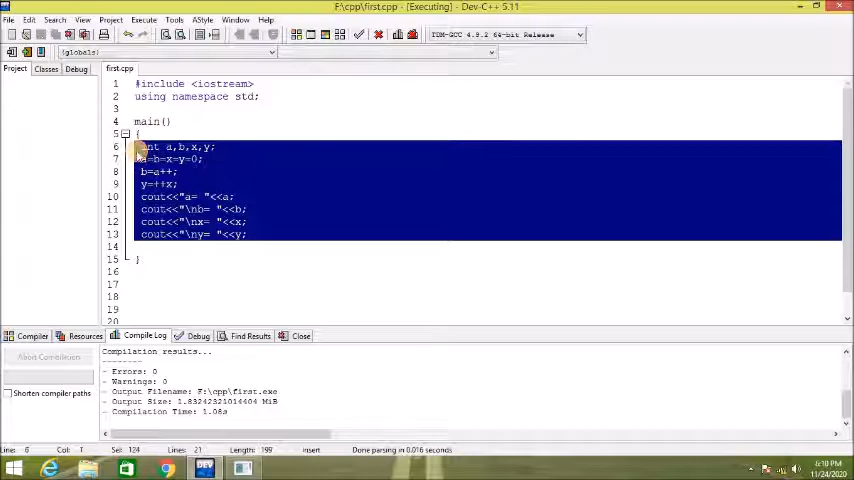 F:\cpp\first.cpp - [Executing] - Dev-C++ 5.11
File Edit Search View Project Execute Tools AStyle Window Help
TDM-GCC 4.9.2 64-bit Release
(globals)
Project Classes Debug
first.cpp
1 #include <iostream>
2 using namespace std;
3
4 main()
5 {
6 int a,b,x,y;
7 a=b=x=y=0;
8 b=a++;
9 y=++x;
10 cout<<"a= "<<a;
11 cout<<"\nb= "<<b;
12 cout<<"\nx= "<<x;
13 cout<<"\ny= "<<y;
14
15 }
16
17
18
19
20
Compiler Resources Compile Log Debug Find Results Close
Abort Compilation
Shorten compiler paths
Compilation results...
--------
- Errors: 0
- Warnings: 0
- Output Filename: F:\cpp\first.exe
- Output Size: 1.83242321014404 MiB
- Compilation Time: 1.08s
Line: 6 Col: 1 Sel: 124 Lines: 21 Length: 199 Insert Done parsing in 0.016 seconds
DEV
6:10 PM
11/24/2020